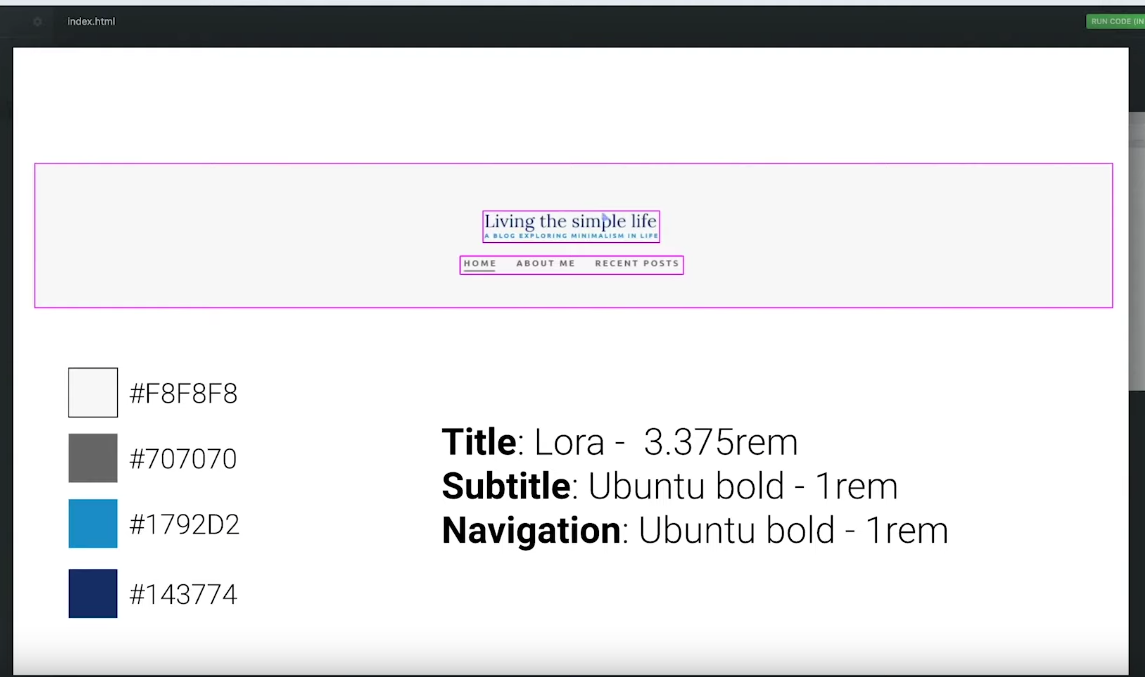 index.html
RUN CODE (IN
Living the simple life
A BLOG EXPLORING MINIMALISM IN LIFE
HOME ABOUT ME RECENT POSTS
#F8F8F8
#707070
#1792D2
#143774
Title: Lora - 3.375rem
Subtitle: Ubuntu bold - 1rem
Navigation: Ubuntu bold - 1rem